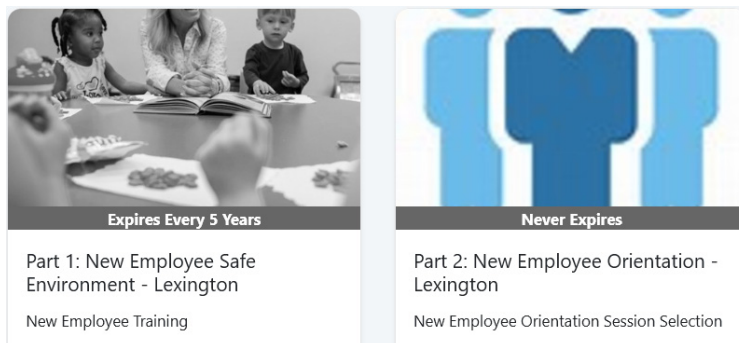 Expires Every 5 Years
Part 1: New Employee Safe
Environment - Lexington
New Employee Training
Never Expires
Part 2: New Employee Orientation -
Lexington
New Employee Orientation Session Selection